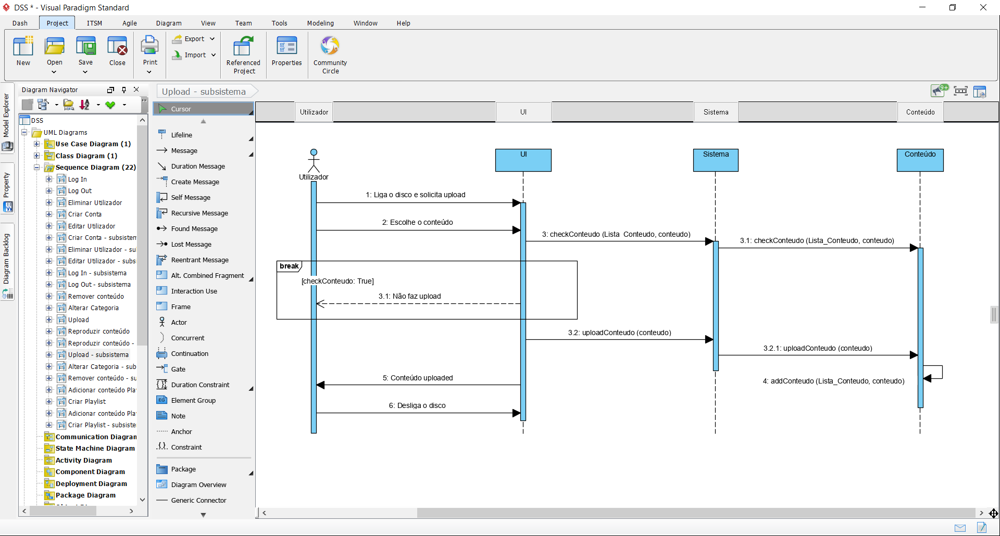 DSS * - Visual Paradigm Standard
Dash Project ITSM Agile Diagram View Team Tools Modeling Window Help
New Open Save Close Print Export Import Referenced Project Properties Community Circle
Model Explorer
Property
Diagram Backlog
Diagram Navigator
DSS
UML Diagrams
Use Case Diagram (1)
Class Diagram (1)
Sequence Diagram (22)
Log In
Log Out
Eliminar Utilizador
Criar Conta
Editar Utilizador
Criar Conta - subsistem
Eliminar Utilizador - su
Editar Utilizador - subs
Log In - subsistema
Log Out - subsistema
Remover conteúdo
Alterar Categoria
Upload
Reproduzir conteúdo
Reproduzir conteúdo -
Upload - subsistema
Alterar Categoria - sub
Remover conteúdo - su
Adicionar conteúdo Pla
Criar Playlist
Adicionar conteúdo Pla
Criar Playlist - subsiste
Communication Diagran
State Machine Diagram
Activity Diagram
Component Diagram
Deployment Diagram
Package Diagram
Upload - subsistema
9+
Cursor
Lifeline
Message
Duration Message
Create Message
Self Message
Recursive Message
Found Message
Lost Message
Reentrant Message
Alt. Combined Fragment
Interaction Use
Frame
Actor
Concurrent
Continuation
Gate
Duration Constraint
Element Group
Note
Anchor
Constraint
Package
Diagram Overview
Generic Connector
Utilizador UI Sistema Conteúdo
UI Sistema Conteúdo
Utilizador
1: Liga o disco e solicita upload
2: Escolhe o conteúdo
3: checkConteudo (Lista_Conteudo, conteudo)
3.1: checkConteudo (Lista_Conteudo, conteudo)
break
[checkConteudo: True]
3.1: Não faz upload
3.2: uploadConteudo (conteudo)
3.2.1: uploadConteudo (conteudo)
5: Conteúdo uploaded
4: addConteudo (Lista_Conteudo, conteudo)
6: Desliga o disco